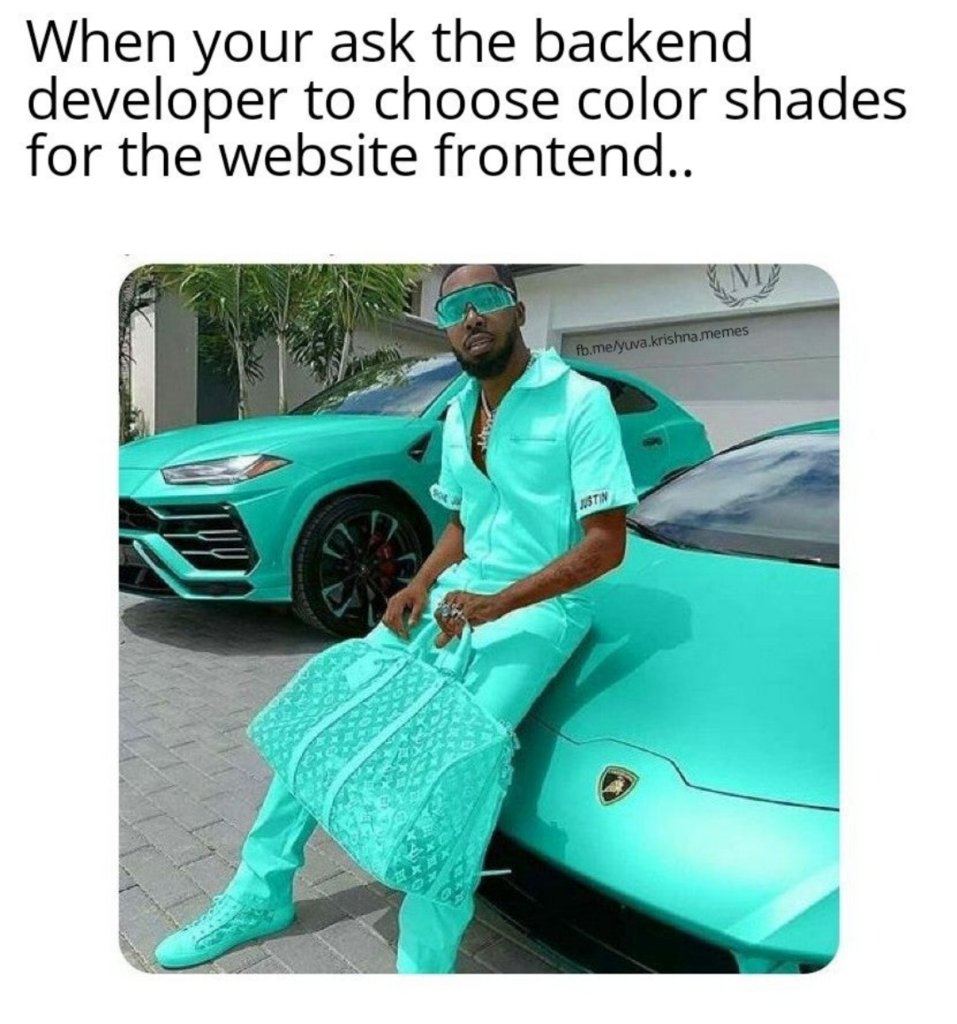 When your ask the backend
developer to choose color shades
for the website frontend..
M
fb.me/yuva.krishna.memes
JUSTIN